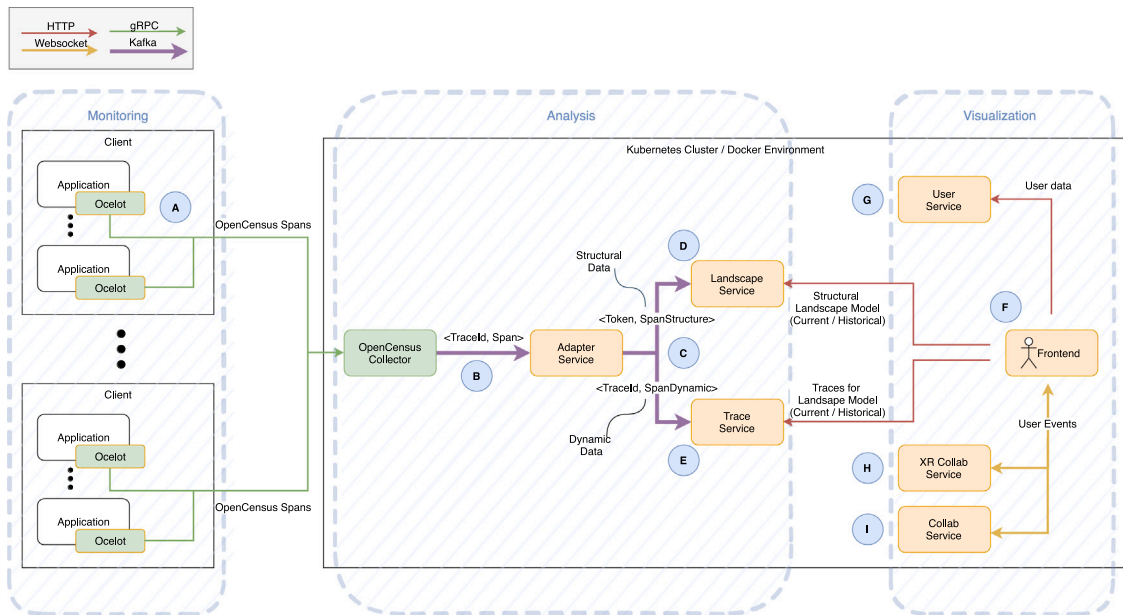 HTTP
gRPC
Websocket
Kafka
Monitoring
Analysis
Visualization
Client
Kubernetes Cluster / Docker Environment
Application
Ocelot
A
OpenCensus Spans
Application
Ocelot
Client
Application
Ocelot
OpenCensus Spans
Application
Ocelot
OpenCensus
Collector
<TraceId, Span>
B
Adapter
Service
Structural
Data
<Token, SpanStructure>
C
<TraceId, SpanDynamic>
Dynamic
Data
D
Landscape
Service
E
Trace
Service
Structural
Landscape Model
(Current / Historical)
Traces for
Landsape Model
(Current / Historical)
G
User
Service
User data
F
Frontend
User Events
H
XR Collab
Service
I
Collab
Service